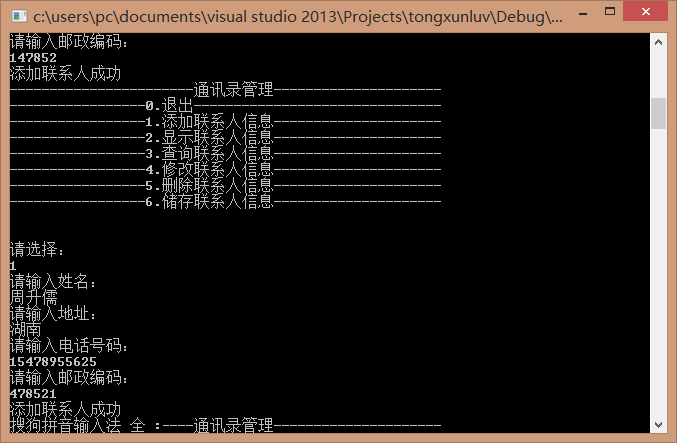 c:\users\pc\documents\visual studio 2013\Projects\tongxunluv\Debug\...
请输入邮政编码:
147852
添加联系人成功
-----------------------通讯录管理---------------------
-----------------0.退出-------------------------------
-----------------1.添加联系人信息---------------------
-----------------2.显示联系人信息---------------------
-----------------3.查询联系人信息---------------------
-----------------4.修改联系人信息---------------------
-----------------5.删除联系人信息---------------------
-----------------6.储存联系人信息---------------------
请选择:
1
请输入姓名:
周升儒
请输入地址:
湖南
请输入电话号码:
15478955625
请输入邮政编码:
478521
添加联系人成功
搜狗拼音输入法 全 :----通讯录管理---------------------